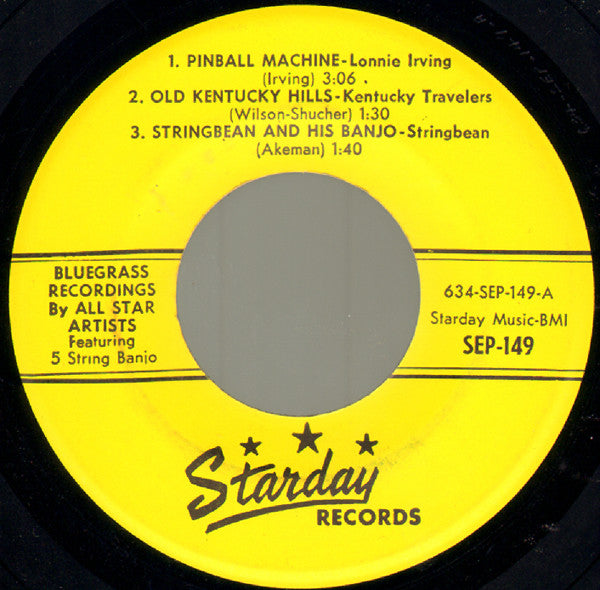 1. PINBALL MACHINE-Lonnie Irving
(Irving) 3:06
2. OLD KENTUCKY HILLS-Kentucky Travelers
(Wilson-Shucher) 1:30
3. STRINGBEAN AND HIS BANJO-Stringbean
(Akeman) 1:40
BLUEGRASS
RECORDINGS
By ALL STAR
ARTISTS
Featuring
5 String Banjo
634-SEP-149-A
Starday Music-BMI
SEP-149
Starday
RECORDS